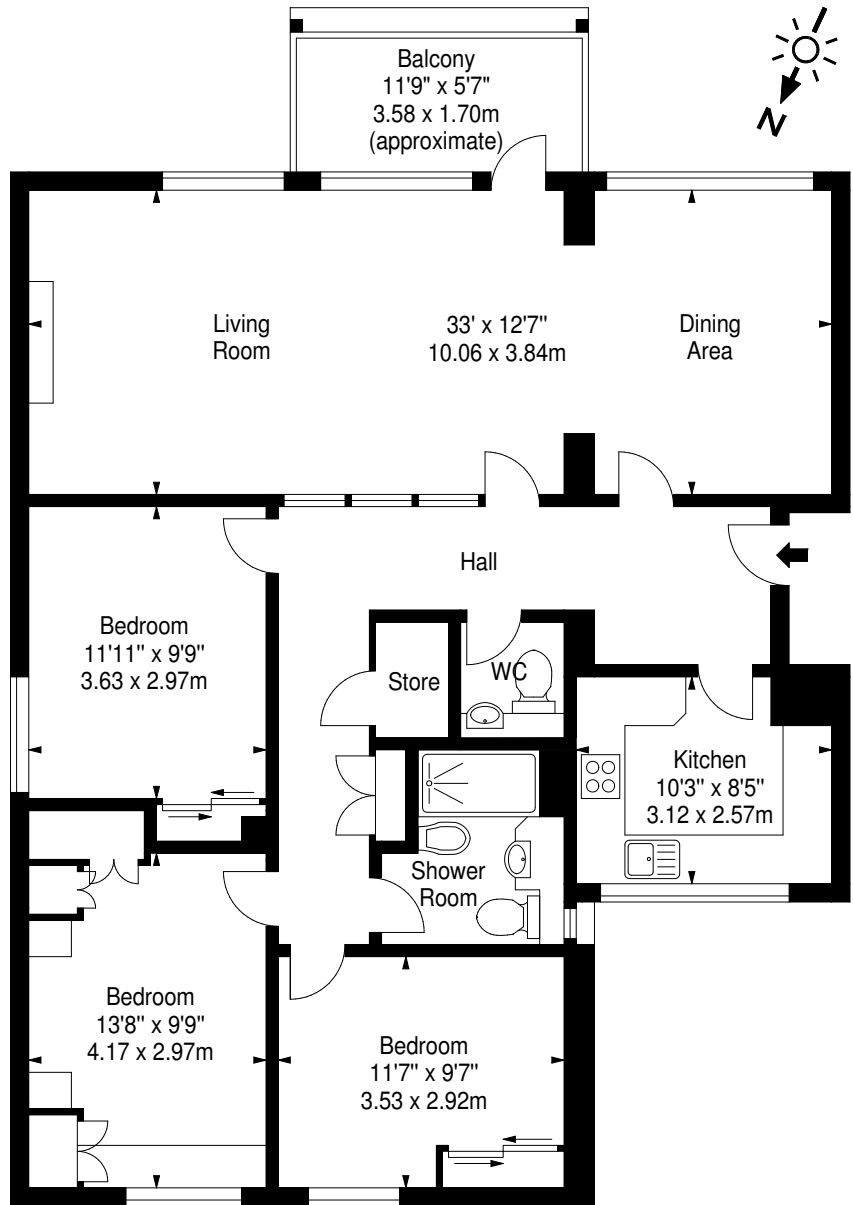 Balcony
11'9" x 5'7"
3.58 x 1.70m
(approximate)
N
Living
Room
33' x 12'7"
10.06 x 3.84m
Dining
Area
Hall
Bedroom
11'11" x 9'9"
3.63 x 2.97m
Store
WC
Kitchen
10'3" x 8'5"
3.12 x 2.57m
Shower
Room
Bedroom
13'8" x 9'9"
4.17 x 2.97m
Bedroom
11'7" x 9'7"
3.53 x 2.92m